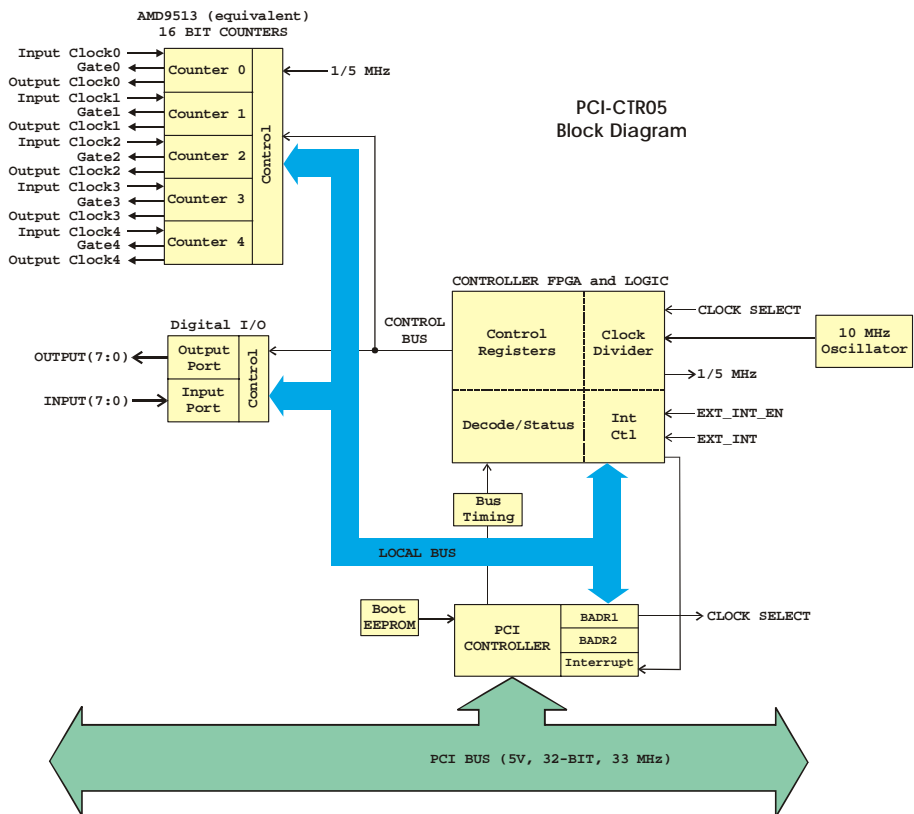 AMD9513 (equivalent)
16 BIT COUNTERS
Input Clock0
Gate0
Output Clock0
Input Clock1
Gate1
Output Clock1
Input Clock2
Gate2
Output Clock2
Input Clock3
Gate3
Output Clock3
Input Clock4
Gate4
Output Clock4
Counter 0
Counter 1
Counter 2
Counter 3
Counter 4
Control
1/5 MHz
PCI-CTR05
Block Diagram
Digital I/O
OUTPUT(7:0)
INPUT(7:0)
Output
Port
Input
Port
Control
CONTROL
BUS
CONTROLLER FPGA and LOGIC
Control
Registers
Clock
Divider
Decode/Status
Int
Ctl
CLOCK SELECT
10 MHz
Oscillator
1/5 MHz
EXT_INT_EN
EXT_INT
Bus
Timing
LOCAL BUS
Boot
EEPROM
PCI
CONTROLLER
BADR1
BADR2
Interrupt
CLOCK SELECT
PCI BUS (5V, 32-BIT, 33 MHz)